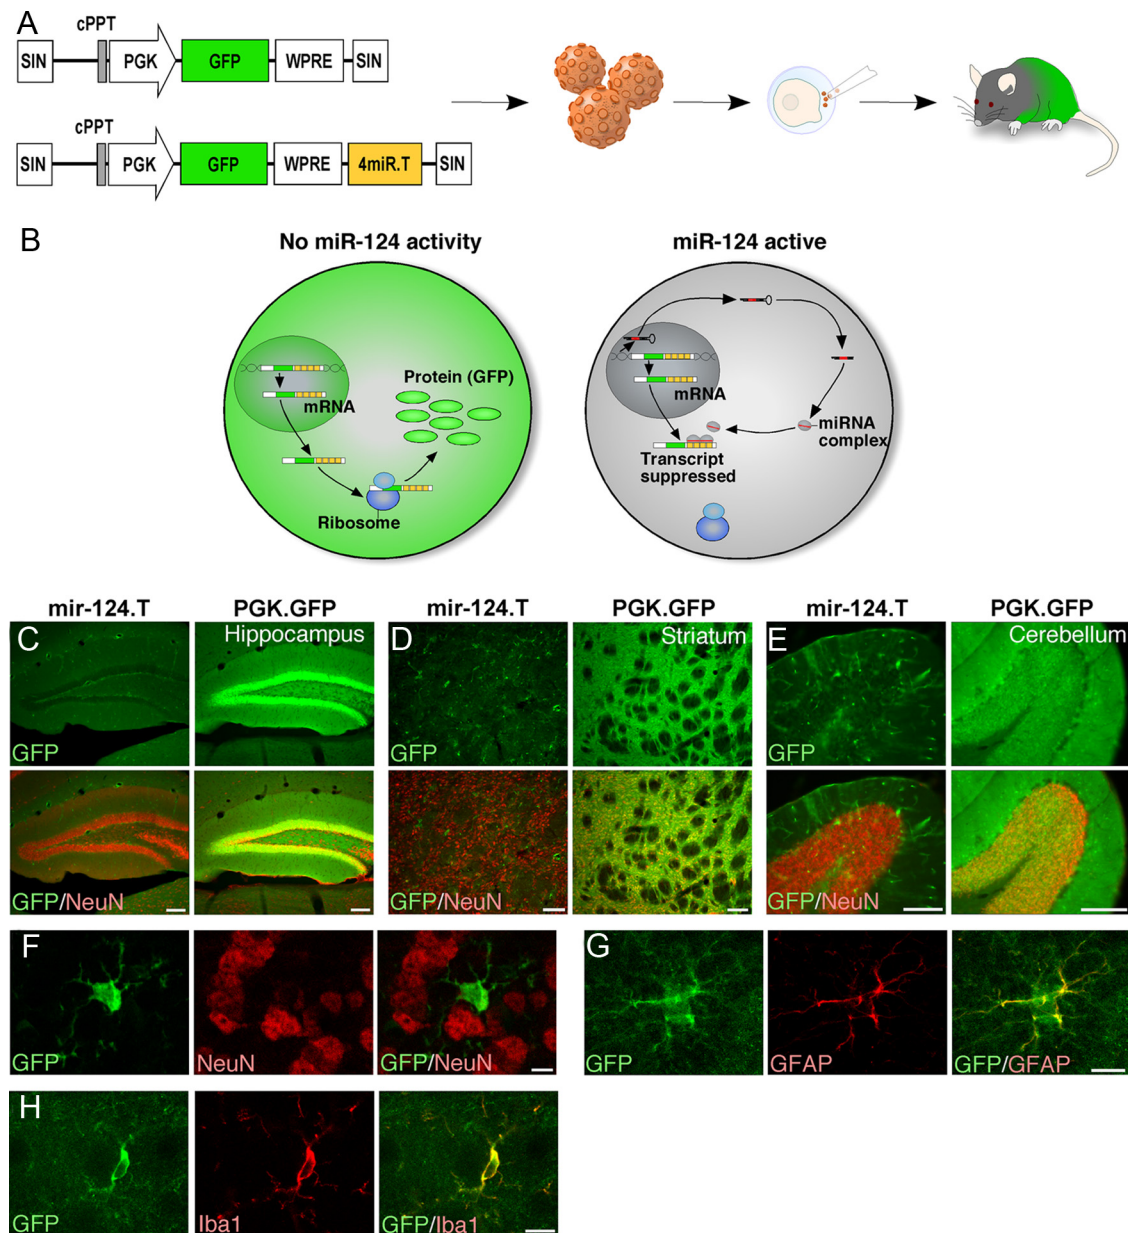 A
cPPT
SIN PGK GFP WPRE SIN
cPPT
SIN PGK GFP WPRE 4miR.T SIN
B
No miR-124 activity
mRNA
Protein (GFP)
Ribosome
miR-124 active
mRNA
miRNA
complex
Transcript
suppressed
mir-124.T PGK.GFP mir-124.T PGK.GFP mir-124.T PGK.GFP
C Hippocampus D Striatum E Cerebellum
GFP GFP GFP
GFP/NeuN GFP/NeuN GFP/NeuN
F G
GFP NeuN GFP/NeuN GFP GFAP GFP/GFAP
H
GFP Iba1 GFP/Iba1